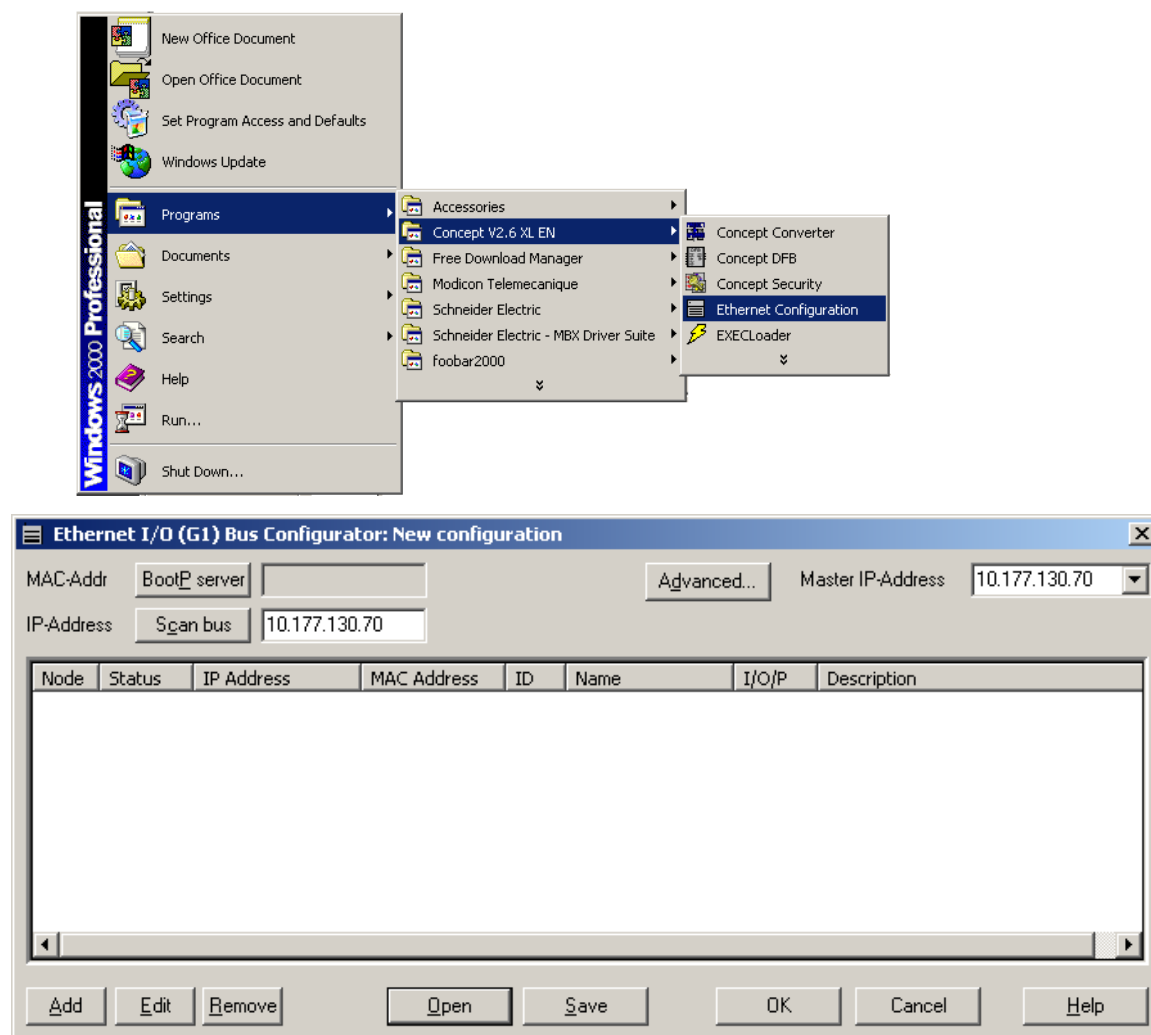 New Office Document
Open Office Document
Set Program Access and Defaults
Windows Update
Windows 2000 Professional
Programs
Documents
Settings
Search
Help
Run...
Shut Down...
Accessories
Concept V2.6 XL EN
Free Download Manager
Modicon Telemecanique
Schneider Electric
Schneider Electric - MBX Driver Suite
foobar2000
Concept Converter
Concept DFB
Concept Security
Ethernet Configuration
EXECLoader
Ethernet I/O (G1) Bus Configurator: New configuration
MAC-Addr BootP server Advanced... Master IP-Address 10.177.130.70
IP-Address Scan bus 10.177.130.70
Node Status IP Address MAC Address ID Name I/O/P Description
Add Edit Remove Open Save OK Cancel Help